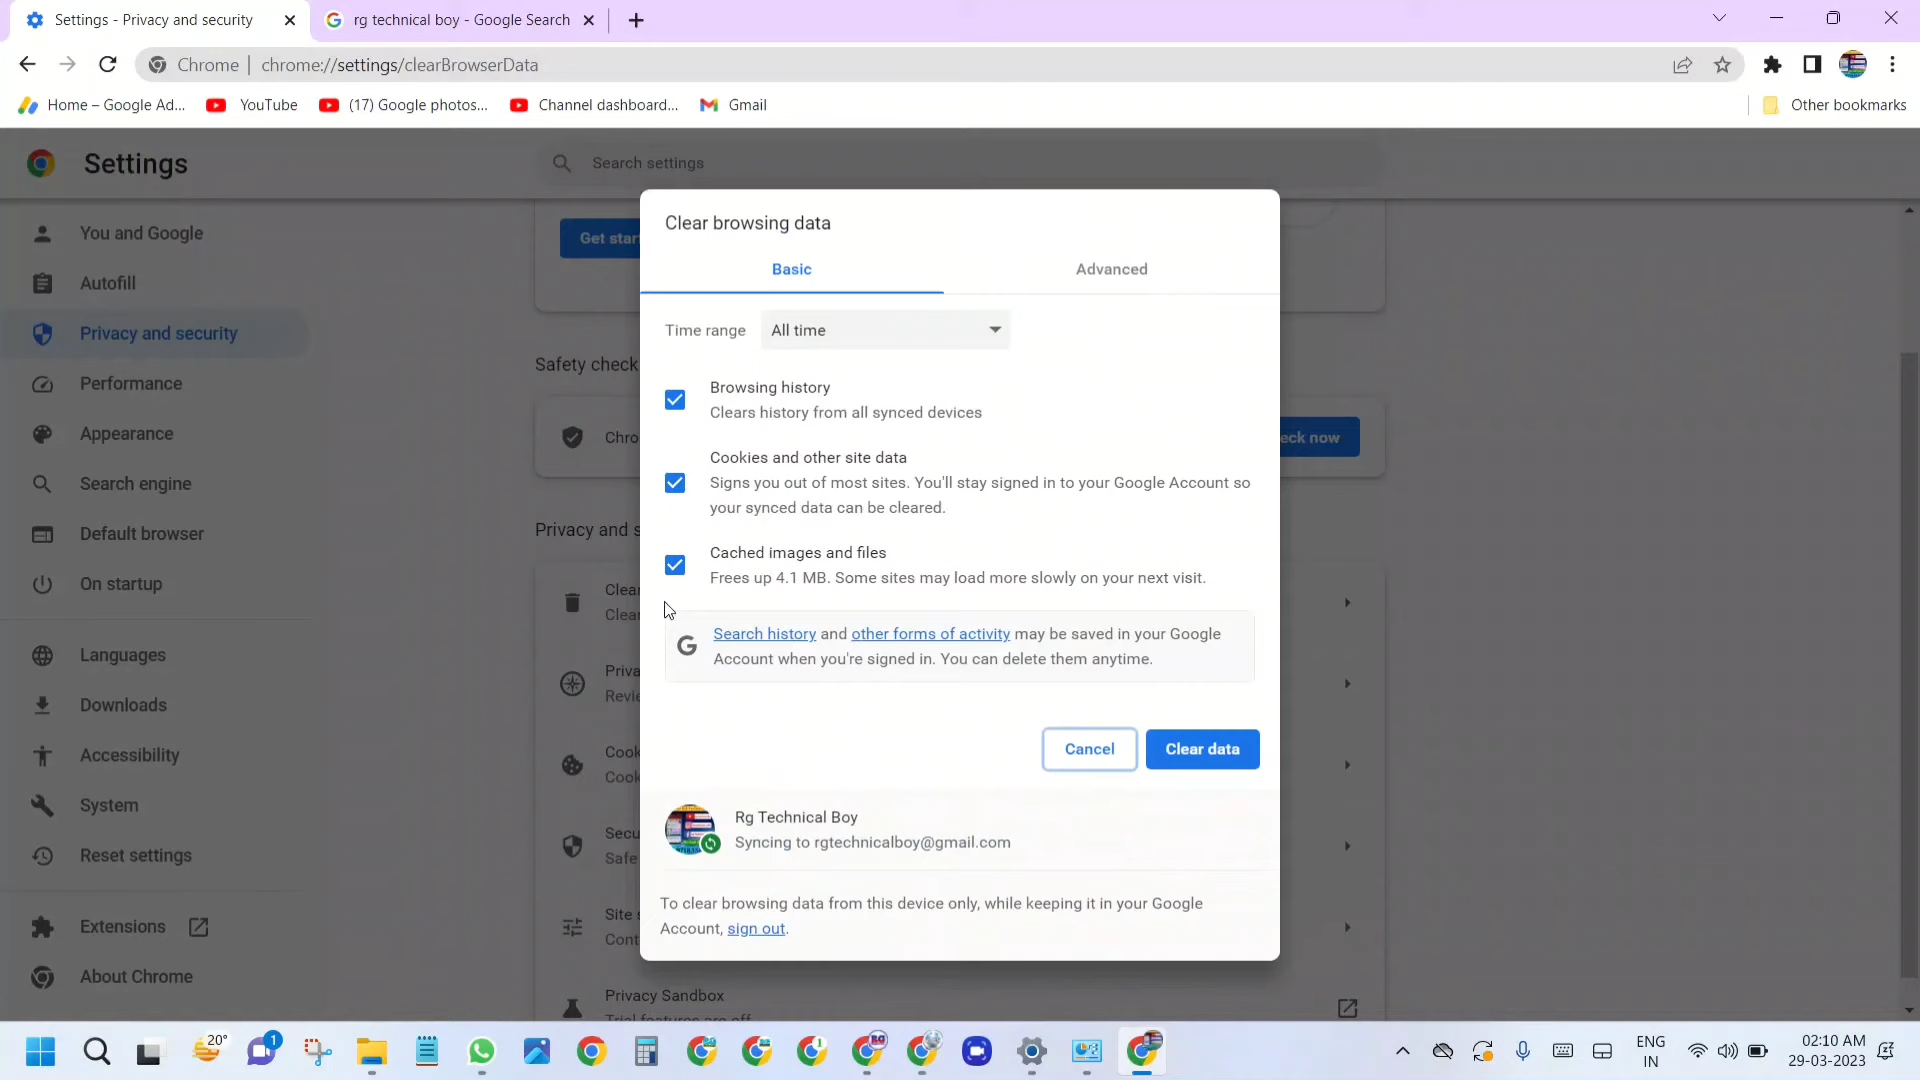 Settings - Privacy and security
rg technical boy - Google Search
Chrome | chrome://settings/clearBrowserData
Home – Google Ad...
YouTube
(17) Google photos...
Channel dashboard...
Gmail
Other bookmarks
Settings
Search settings
You and Google
Autofill
Privacy and security
Performance
Appearance
Search engine
Default browser
On startup
Languages
Downloads
Accessibility
System
Reset settings
Extensions
About Chrome
Get star
Safety check
Chro
eck now
Privacy and s
Clear
Clear
Priva
Revie
Cook
Cook
Secu
Safe
Site s
Cont
Privacy Sandbox
Trial features are off
Clear browsing data
Basic
Advanced
Time range
All time
Browsing history
Clears history from all synced devices
Cookies and other site data
Signs you out of most sites. You'll stay signed in to your Google Account so
your synced data can be cleared.
Cached images and files
Frees up 4.1 MB. Some sites may load more slowly on your next visit.
Search history and other forms of activity may be saved in your Google
Account when you're signed in. You can delete them anytime.
Cancel
Clear data
Rg Technical Boy
Syncing to rgtechnicalboy@gmail.com
To clear browsing data from this device only, while keeping it in your Google
Account, sign out.
20°
1
ENG
IN
02:10 AM
29-03-2023